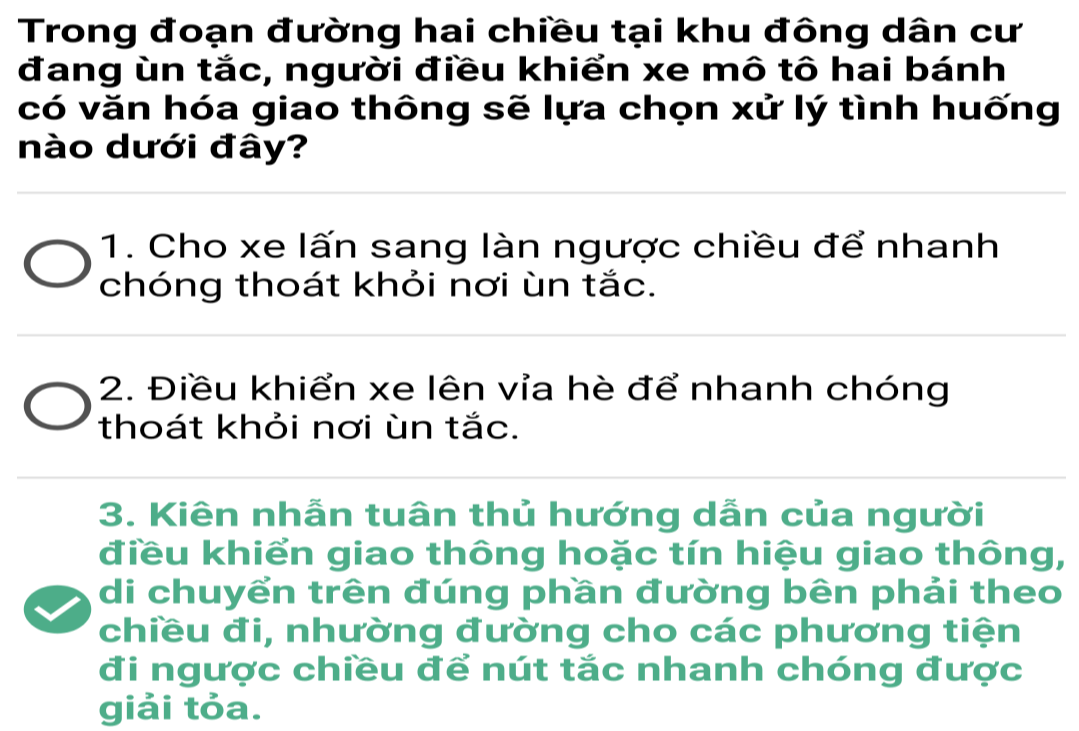 Trong đoạn đường hai chiều tại khu đông dân cư
đang ùn tắc, người điều khiển xe mô tô hai bánh
có văn hóa giao thông sẽ lựa chọn xử lý tình huống
nào dưới đây?
1. Cho xe lấn sang làn ngược chiều để nhanh
chóng thoát khỏi nơi ùn tắc.
2. Điều khiển xe lên vỉa hè để nhanh chóng
thoát khỏi nơi ùn tắc.
3. Kiên nhẫn tuân thủ hướng dẫn của người
điều khiển giao thông hoặc tín hiệu giao thông,
di chuyển trên đúng phần đường bên phải theo
chiều đi, nhường đường cho các phương tiện
đi ngược chiều để nút tắc nhanh chóng được
giải tỏa.